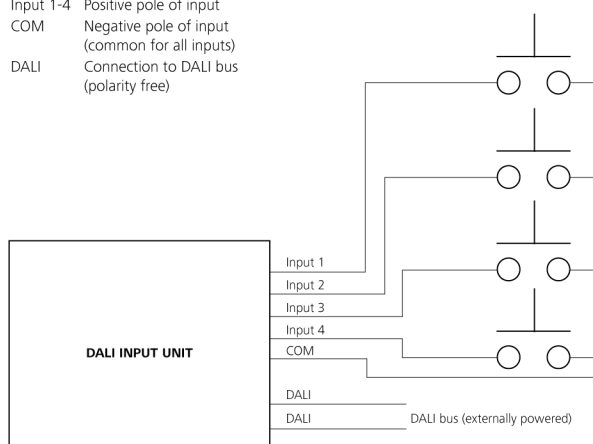 Input 1-4 Positive pole of input
COM Negative pole of input
(common for all inputs)
DALI Connection to DALI bus
(polarity free)
Input 1
Input 2
Input 3
Input 4
DALI INPUT UNIT
COM
DALI
DALI
DALI bus (externally powered)